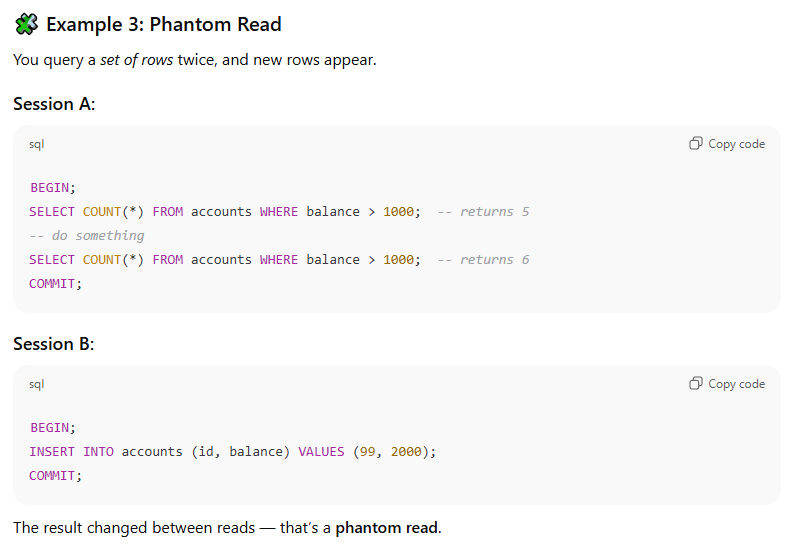 🧩 Example 3: Phantom Read
You query a set of rows twice, and new rows appear.
Session A:
sql
Copy code
BEGIN;
SELECT COUNT(*) FROM accounts WHERE balance > 1000;  -- returns 5
-- do something
SELECT COUNT(*) FROM accounts WHERE balance > 1000;  -- returns 6
COMMIT;
Session B:
sql
Copy code
BEGIN;
INSERT INTO accounts (id, balance) VALUES (99, 2000);
COMMIT;
The result changed between reads — that’s a phantom read.